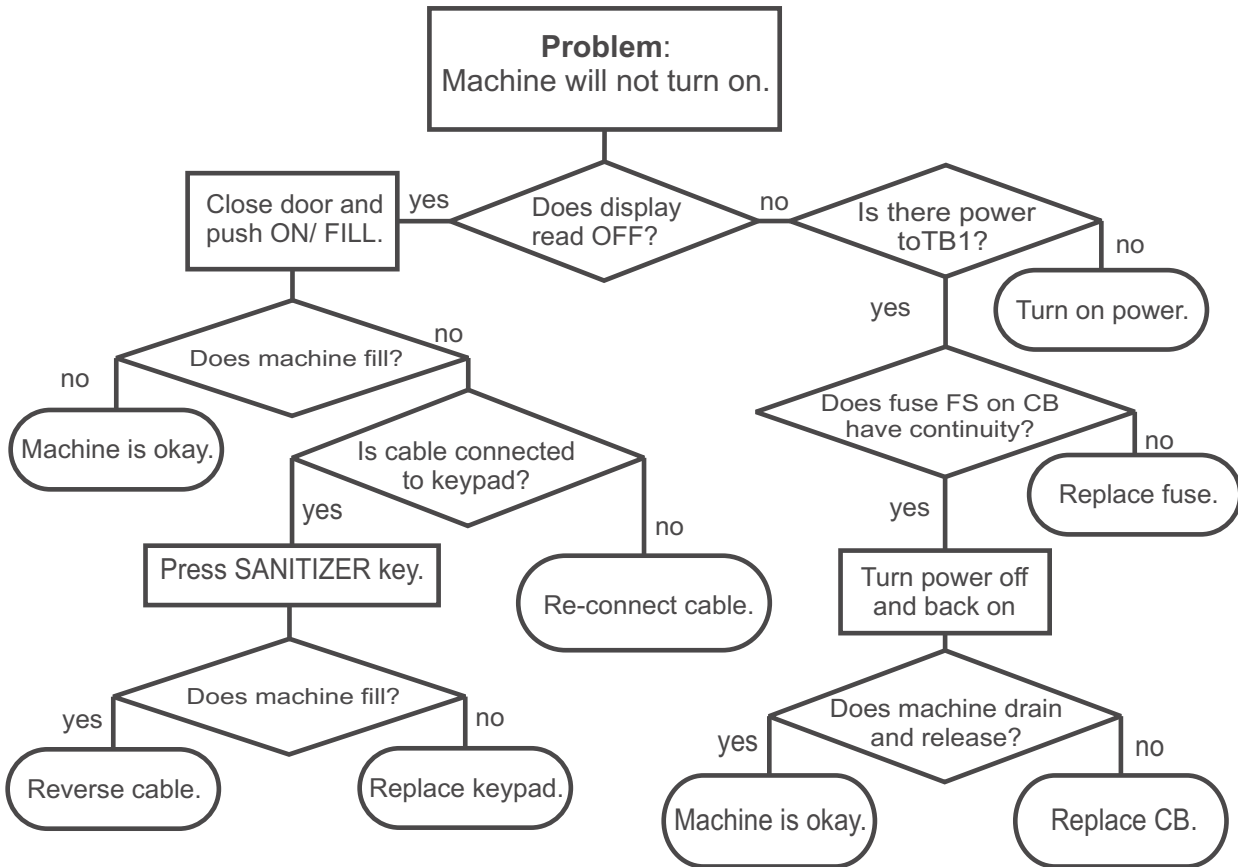 Problem:
Machine will not turn on.
Close door and
push ON/ FILL.
yes
Does display
read OFF?
no
Is there power
toTB1?
no
Turn on power.
yes
Does machine fill?
no
no
Machine is okay.
Is cable connected
to keypad?
yes
no
Does fuse FS on CB
have continuity?
no
Replace fuse.
yes
Press SANITIZER key.
Re-connect cable.
Turn power off
and back on
Does machine fill?
yes
no
Reverse cable.
Replace keypad.
Does machine drain
and release?
yes
no
Machine is okay.
Replace CB.